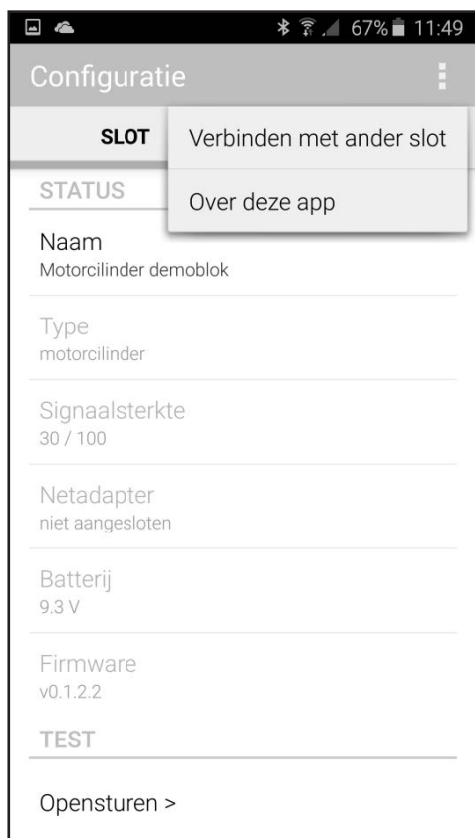 67% 11:49
Configuratie
SLOT
Verbinden met ander slot
Over deze app
STATUS
Naam
Motorcilinder demoblok
Type
motorcilinder
Signaalsterkte
30 / 100
Netadapter
niet aangesloten
Batterij
9.3 V
Firmware
v0.1.2.2
TEST
Opensturen >